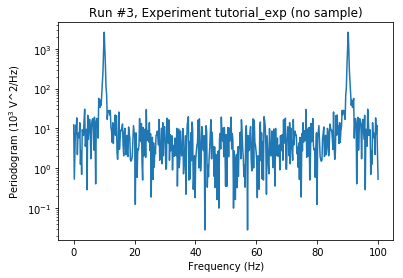 Run #3, Experiment tutorial_exp (no sample)
Periodogram (10³ V^2/Hz)
10³
10²
10¹
10⁰
10⁻¹
0 20 40 60 80 100
Frequency (Hz)